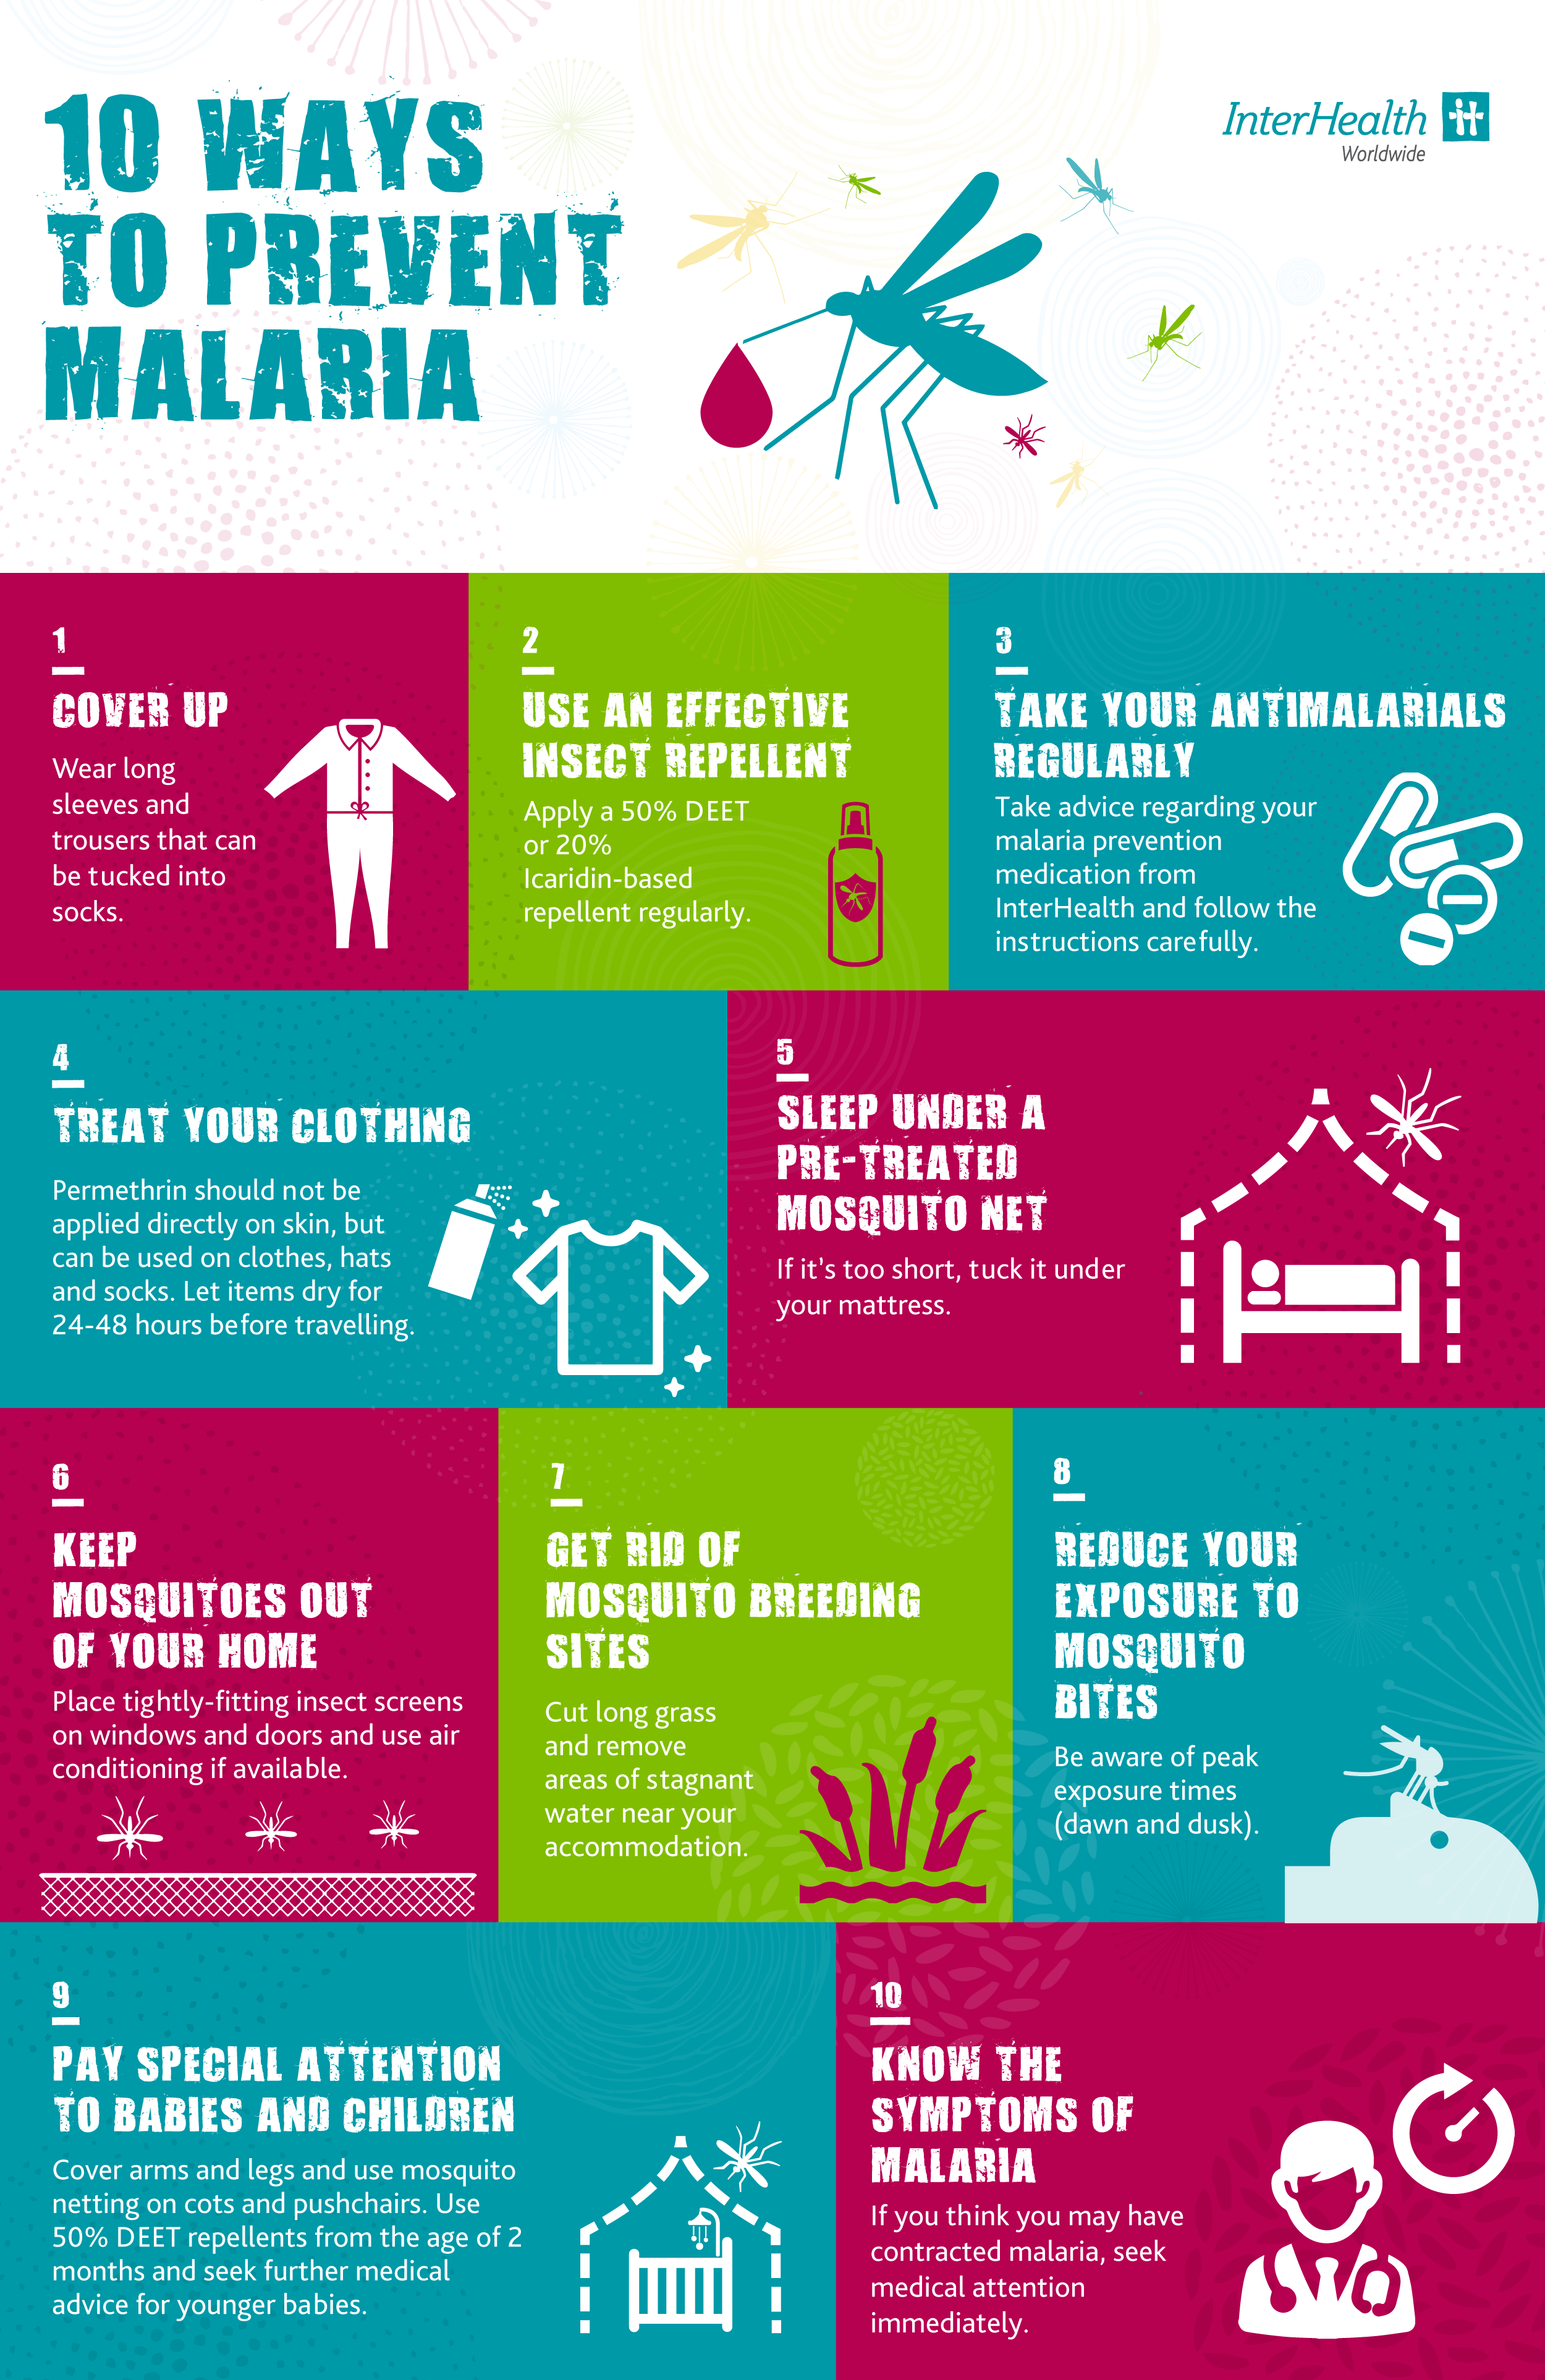 10 WAYS
TO PREVENT
MALARIA
InterHealth
Worldwide
1
COVER UP
Wear long
sleeves and
trousers that can
be tucked into
socks.
2
USE AN EFFECTIVE
INSECT REPELLENT
Apply a 50% DEET
or 20%
Icaridin-based
repellent regularly.
3
TAKE YOUR ANTIMALARIALS
REGULARLY
Take advice regarding your
malaria prevention
medication from
InterHealth and follow the
instructions carefully.
4
TREAT YOUR CLOTHING
Permethrin should not be
applied directly on skin, but
can be used on clothes, hats
and socks. Let items dry for
24-48 hours before travelling.
5
SLEEP UNDER A
PRE-TREATED
MOSQUITO NET
If it's too short, tuck it under
your mattress.
6
KEEP
MOSQUITOES OUT
OF YOUR HOME
Place tightly-fitting insect screens
on windows and doors and use air
conditioning if available.
7
GET RID OF
MOSQUITO BREEDING
SITES
Cut long grass
and remove
areas of stagnant
water near your
accommodation.
8
REDUCE YOUR
EXPOSURE TO
MOSQUITO
BITES
Be aware of peak
exposure times
(dawn and dusk).
9
PAY SPECIAL ATTENTION
TO BABIES AND CHILDREN
Cover arms and legs and use mosquito
netting on cots and pushchairs. Use
50% DEET repellents from the age of 2
months and seek further medical
advice for younger babies.
10
KNOW THE
SYMPTOMS OF
MALARIA
If you think you may have
contracted malaria, seek
medical attention
immediately.